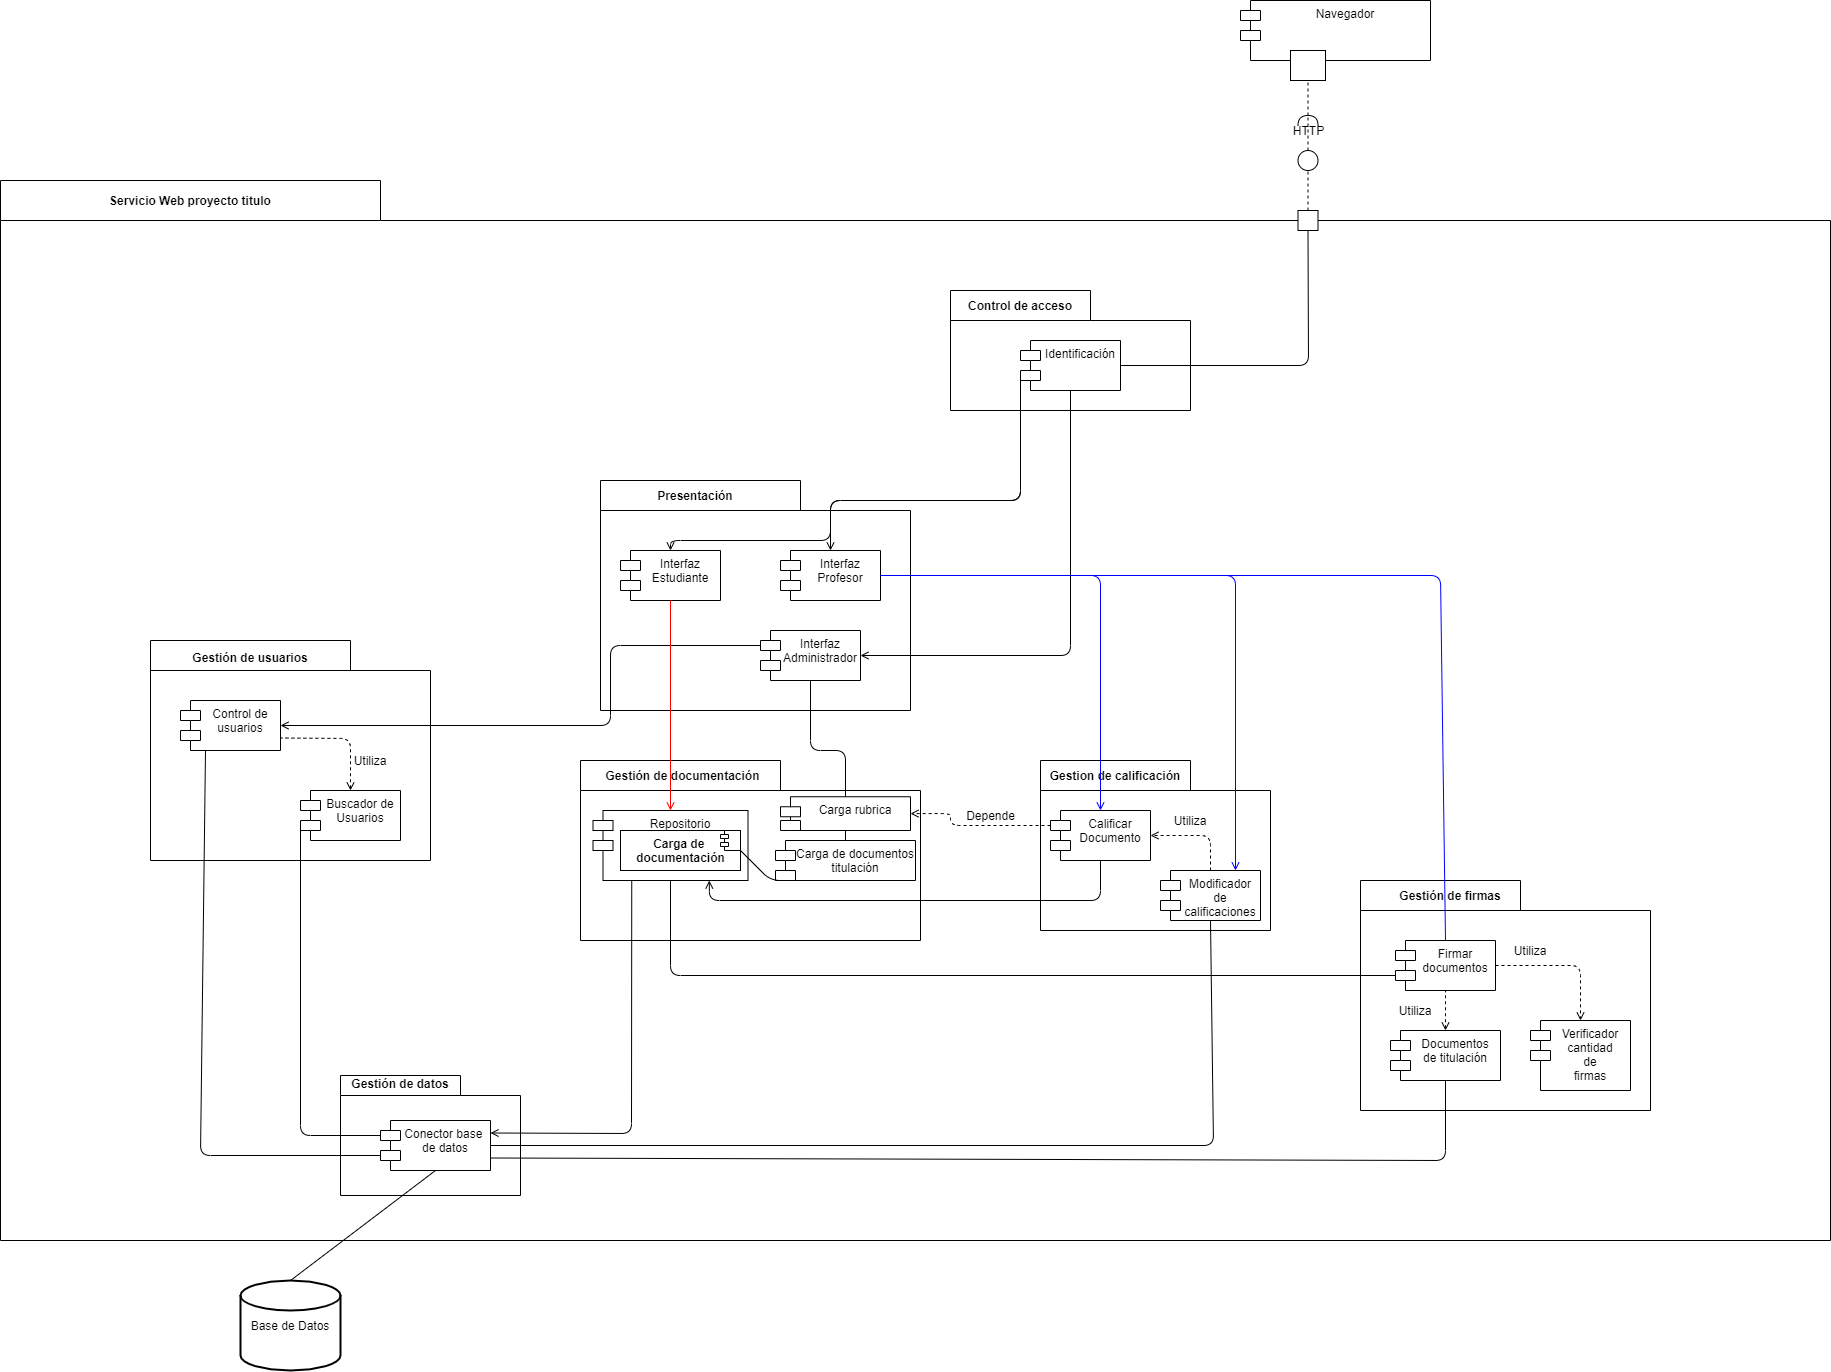 Navegador
HTTP
Servicio Web proyecto titulo
Control de acceso
Identificación
Presentación
Interfaz
Estudiante
Interfaz
Profesor
Interfaz
Administrador
Gestión de usuarios
Control de
usuarios
Utiliza
Buscador de
Usuarios
Gestión de documentación
Repositorio
Carga de
documentación
Carga rubrica
Carga de documentos
titulación
Depende
Gestion de calificación
Calificar
Documento
Utiliza
Modificador
de
calificaciones
Gestión de firmas
Firmar
documentos
Utiliza
Utiliza
Documentos
de titulación
Verificador
cantidad
de
firmas
Gestión de datos
Conector base
de datos
Base de Datos